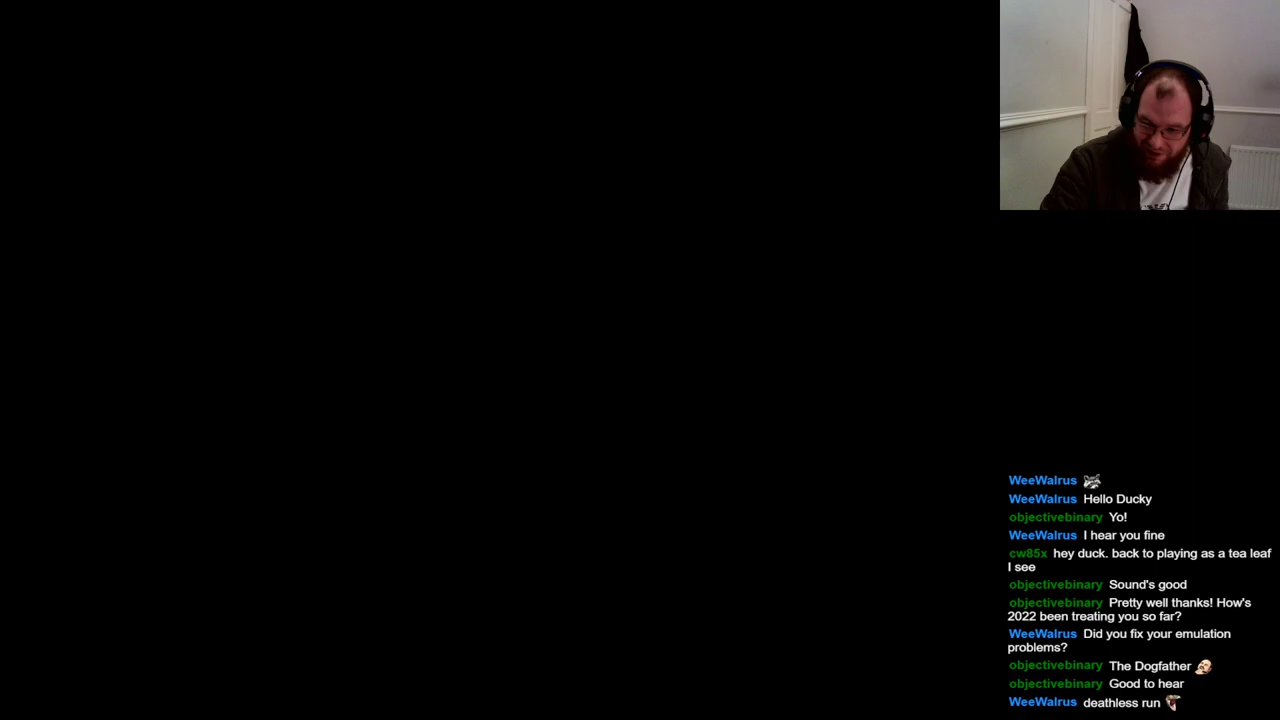 WeeWalrus
WeeWalrus Hello Ducky
objectivebinary Yo!
WeeWalrus I hear you fine
cw85x hey duck. back to playing as a tea leaf
I see
objectivebinary Sound's good
objectivebinary Pretty well thanks! How's
2022 been treating you so far?
WeeWalrus Did you fix your emulation
problems?
objectivebinary The Dogfather
objectivebinary Good to hear
WeeWalrus deathless run